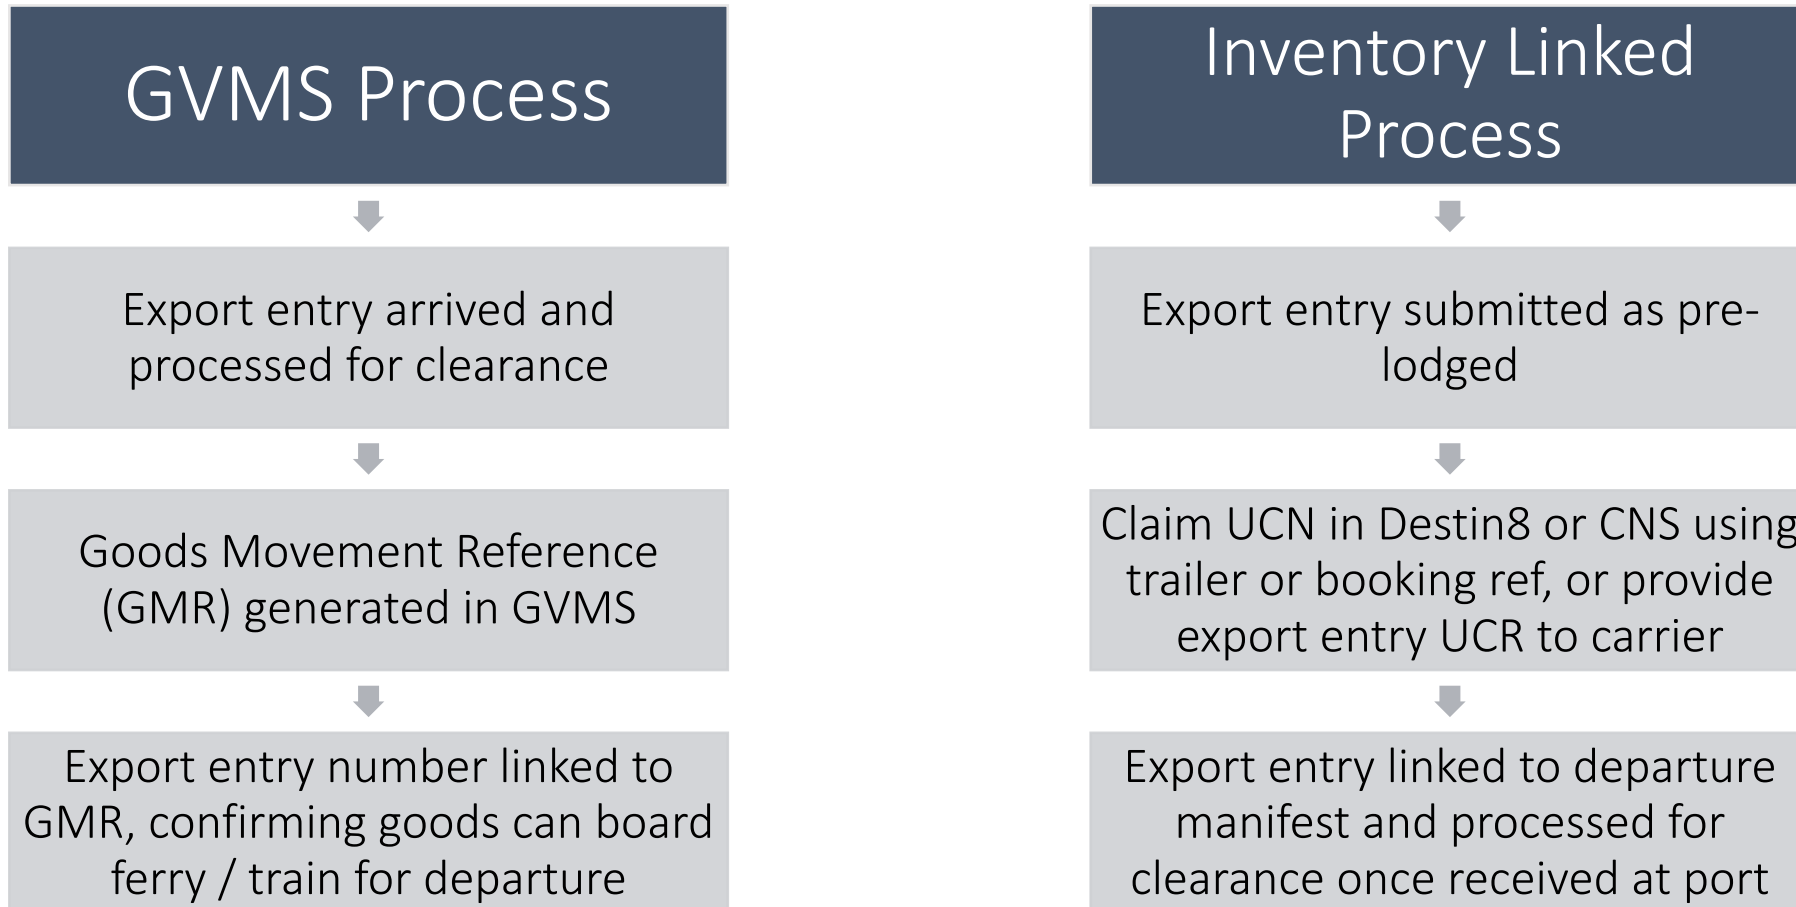 GVMS Process
Export entry arrived and
processed for clearance
Goods Movement Reference
(GMR) generated in GVMS
Export entry number linked to
GMR, confirming goods can board
ferry / train for departure
Inventory Linked
Process
Export entry submitted as pre-
lodged
Claim UCN in Destin8 or CNS using
trailer or booking ref, or provide
export entry UCR to carrier
Export entry linked to departure
manifest and processed for
clearance once received at port